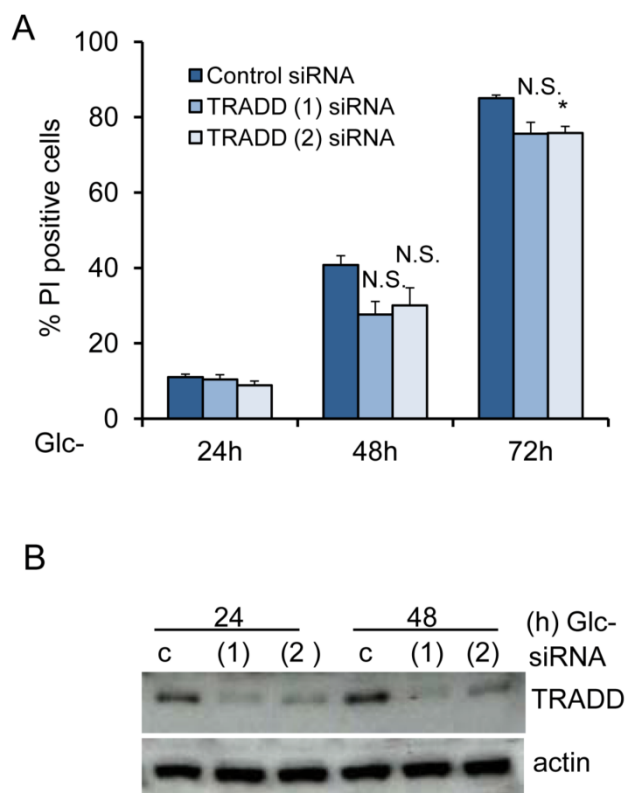 A
100
80
60
40
20
0
% PI positive cells
Control siRNA
TRADD (1) siRNA
TRADD (2) siRNA
N.S.
N.S.
N.S.
*
Glc-
24h 48h 72h
B
24 48 (h) Glc-
c (1) (2 ) c (1) (2) siRNA
TRADD
actin